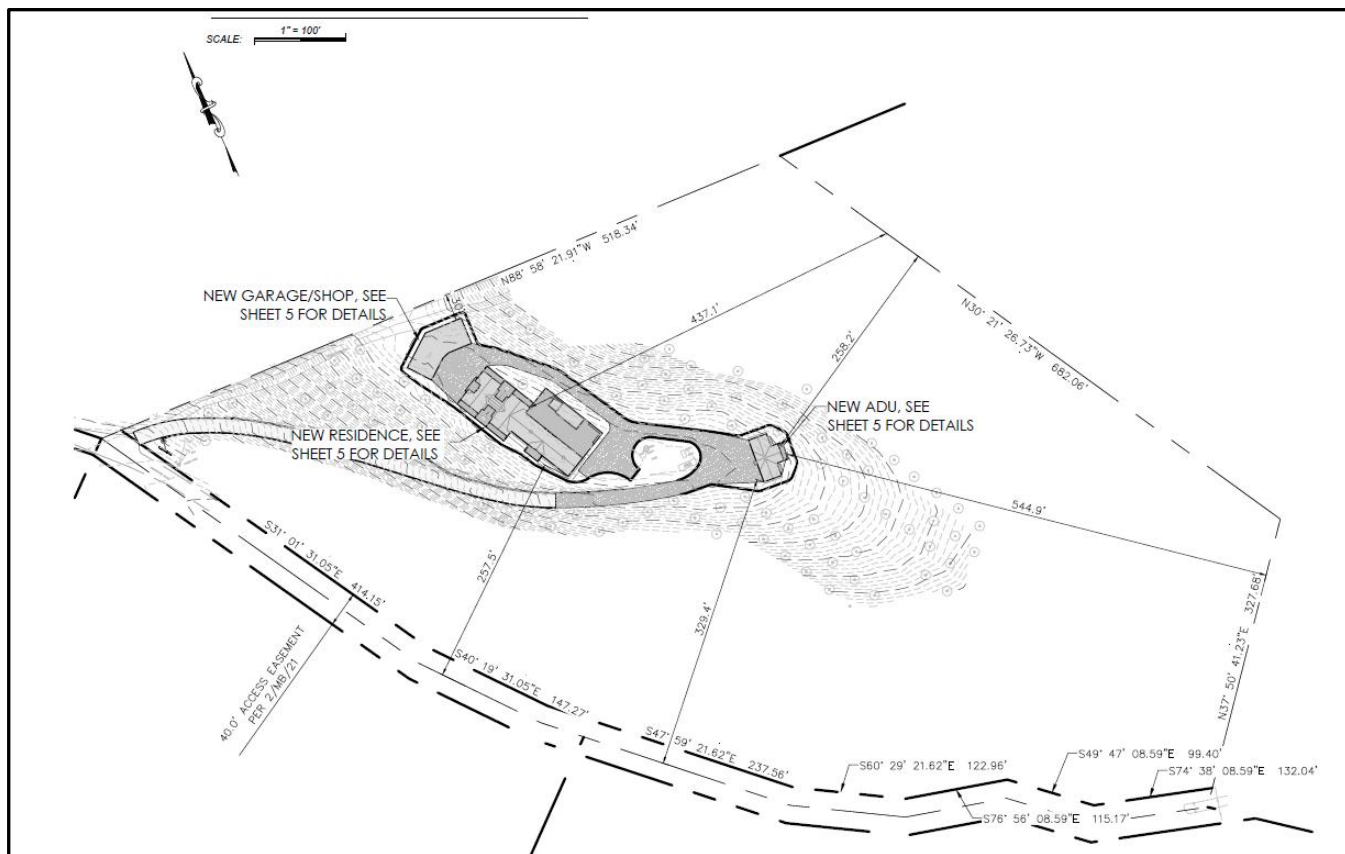 1" = 100'
SCALE:
N88° 58' 21.91"W 518.34'
NEW GARAGE/SHOP, SEE
SHEET 5 FOR DETAILS
437.1'
258.2'
N30° 21' 26.73"W 682.06'
NEW ADU, SEE
SHEET 5 FOR DETAILS
NEW RESIDENCE, SEE
SHEET 5 FOR DETAILS
544.9'
257.5'
329.4'
S31° 01' 31.05"E 414.15'
N37° 50' 41.23"E 327.68'
40.0' ACCESS EASEMENT
PER 2/MB/21
S40° 19' 31.05"E 147.27'
S47° 59' 21.62"E 237.56'
S60° 29' 21.62"E 122.96'
S49° 47' 08.59"E 99.40'
S74° 38' 08.59"E 132.04'
S76° 56' 08.59"E 115.17'